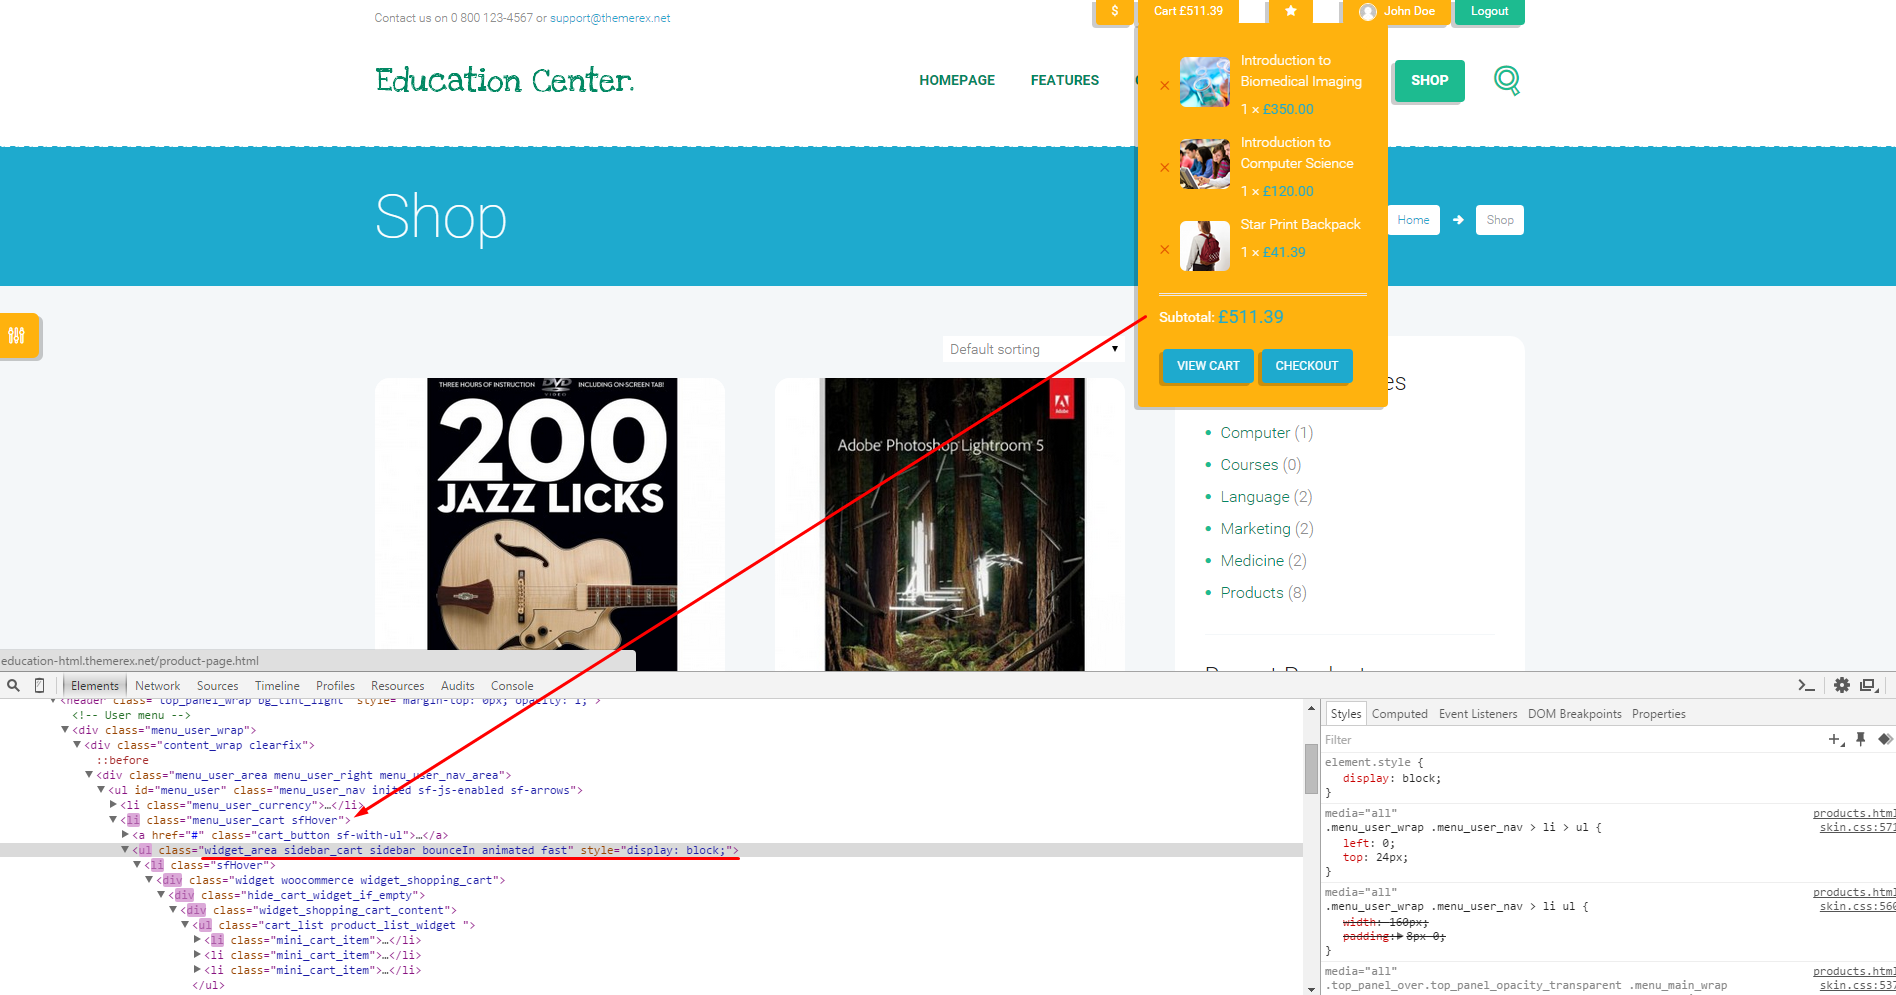 Contact us on 0 800 123-4567 or support@themerex.net
$
Cart £511.39
John Doe
Logout
Education Center.
HOMEPAGE
FEATURES
SHOP
Introduction to
Biomedical Imaging
1 × £350.00
Introduction to
Computer Science
1 × £120.00
Star Print Backpack
1 × £41.39
Subtotal: £511.39
VIEW CART
CHECKOUT
Shop
Home
Shop
Default sorting
THREE HOURS OF INSTRUCTION DVD VIDEO INCLUDING ON-SCREEN TAB!
200
JAZZ LICKS
Adobe
Adobe® Photoshop® Lightroom® 5
es
Computer (1)
Courses (0)
Language (2)
Marketing (2)
Medicine (2)
Products (8)
education-html.themerex.net/product-page.html
Elements Network Sources Timeline Profiles Resources Audits Console
<header class="top_panel_wrap bg_tint_light" style="margin-top: 0px; opacity: 1;">
<!-- User menu -->
<div class="menu_user_wrap">
<div class="content_wrap clearfix">
::before
<div class="menu_user_area menu_user_right menu_user_nav_area">
<ul id="menu_user" class="menu_user_nav inited sf-js-enabled sf-arrows">
<li class="menu_user_currency">…</li>
<li class="menu_user_cart sfHover">
<a href="#" class="cart_button sf-with-ul">…</a>
<ul class="widget_area sidebar_cart sidebar bounceIn animated fast" style="display: block;">
<li class="sfHover">
<div class="widget woocommerce widget_shopping_cart">
<div class="hide_cart_widget_if_empty">
<div class="widget_shopping_cart_content">
<ul class="cart_list product_list_widget ">
<li class="mini_cart_item">…</li>
<li class="mini_cart_item">…</li>
<li class="mini_cart_item">…</li>
</ul>
Styles Computed Event Listeners DOM Breakpoints Properties
Filter
element.style {
display: block;
}
media="all" products.html
.menu_user_wrap .menu_user_nav > li > ul { skin.css:571
left: 0;
top: 24px;
}
media="all" products.html
.menu_user_wrap .menu_user_nav > li ul { skin.css:560
width: 160px;
padding: 8px 0;
}
media="all" products.html
.top_panel_over.top_panel_opacity_transparent .menu_main_wrap skin.css:537